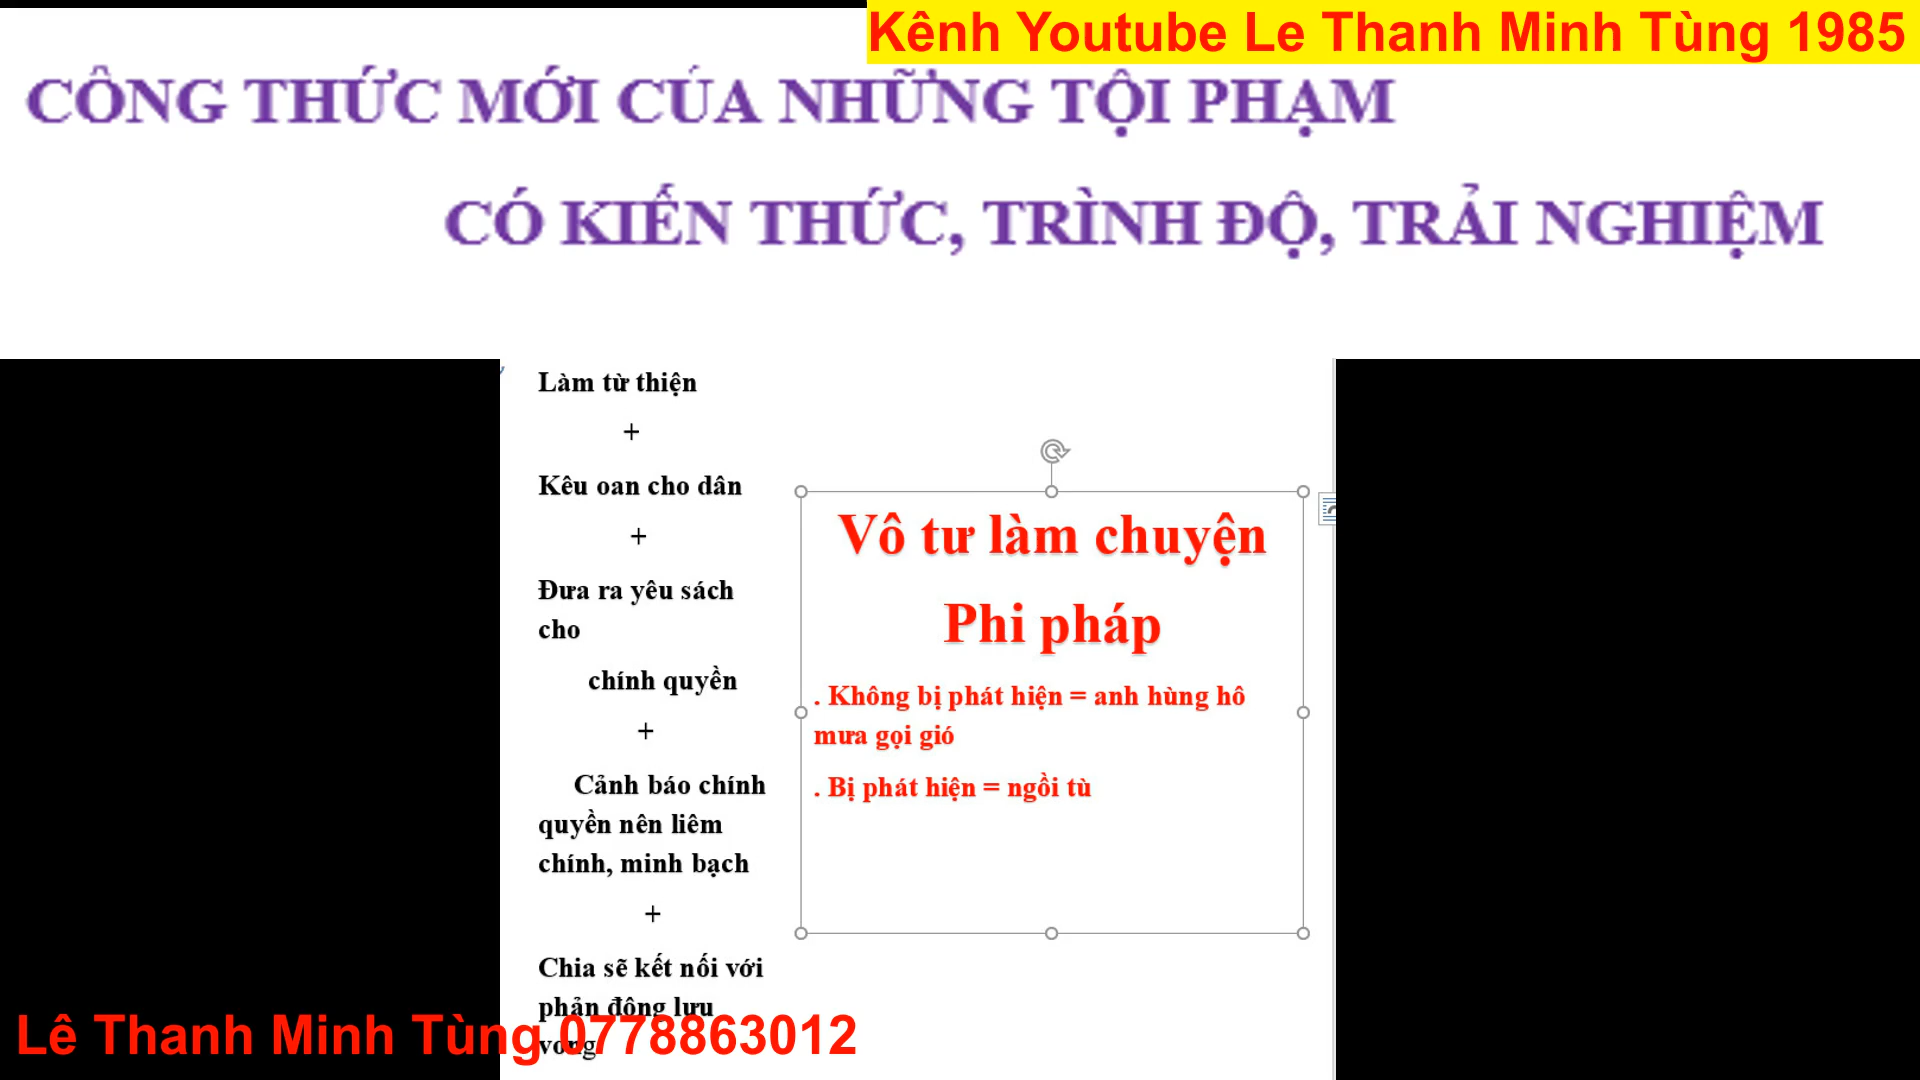 Kênh Youtube Le Thanh Minh Tùng 1985
CÔNG THỨC MỚI CỦA NHỮNG TỘI PHẠM
CÓ KIẾN THỨC, TRÌNH ĐỘ, TRẢI NGHIỆM
Làm từ thiện
+
Kêu oan cho dân
+
Đưa ra yêu sách
cho
chính quyền
+
Cảnh báo chính
quyền nên liêm
chính, minh bạch
+
Chia sẽ kết nối với
phản động lưu
vong
Vô tư làm chuyện
Phi pháp
. Không bị phát hiện = anh hùng hô
mưa gọi gió
. Bị phát hiện = ngồi tù
Lê Thanh Minh Tùng 0778863012